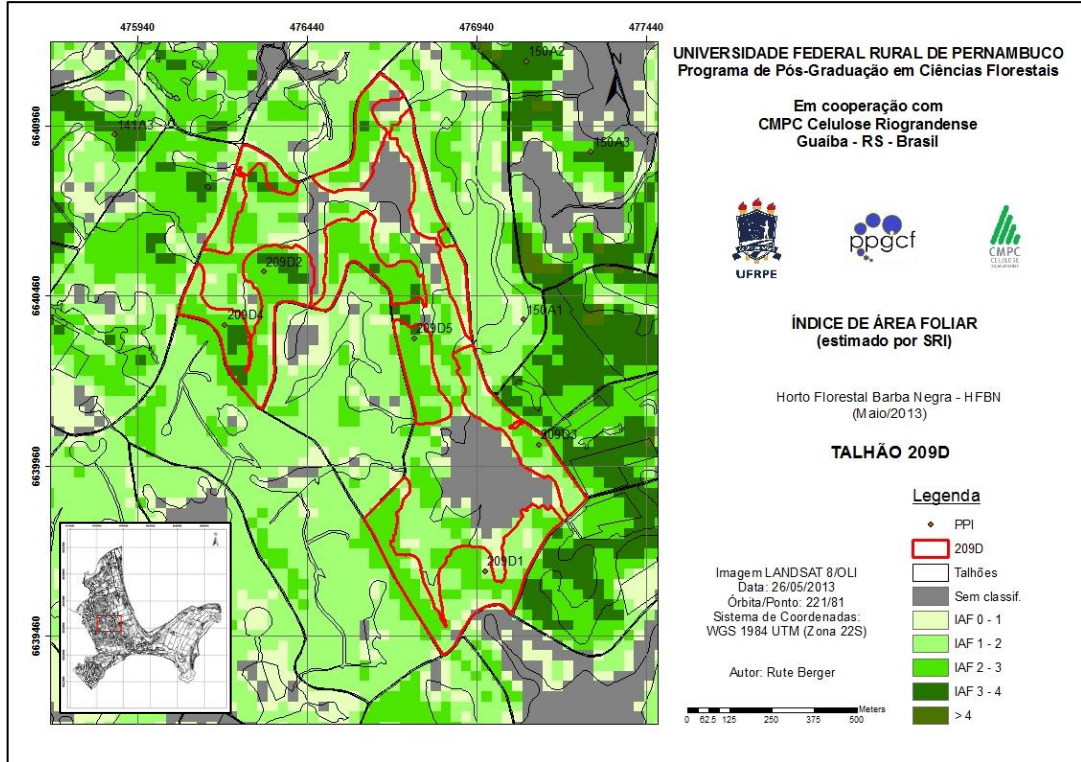 475940
476440
476940
477440
6640960
6640460
6639960
6639460
150A2
N
141A3
150A3
209D2
209D4
150A1
209D5
209D3
209D1
UNIVERSIDADE FEDERAL RURAL DE PERNAMBUCO
Programa de Pós-Graduação em Ciências Florestais
Em cooperação com
CMPC Celulose Riograndense
Guaíba - RS - Brasil
UFRPE
ppgcf
CMPC
CELULOSE
RIOGRANDENSE
ÍNDICE DE ÁREA FOLIAR
(estimado por SRI)
Horto Florestal Barba Negra - HFBN
(Maio/2013)
TALHÃO 209D
Legenda
PPI
209D
Talhões
Sem classif.
IAF 0 - 1
IAF 1 - 2
IAF 2 - 3
IAF 3 - 4
> 4
Imagem LANDSAT 8/OLI
Data: 26/05/2013
Órbita/Ponto: 221/81
Sistema de Coordenadas:
WGS 1984 UTM (Zona 22S)
Autor: Rute Berger
0 62.5 125 250 375 500 Meters